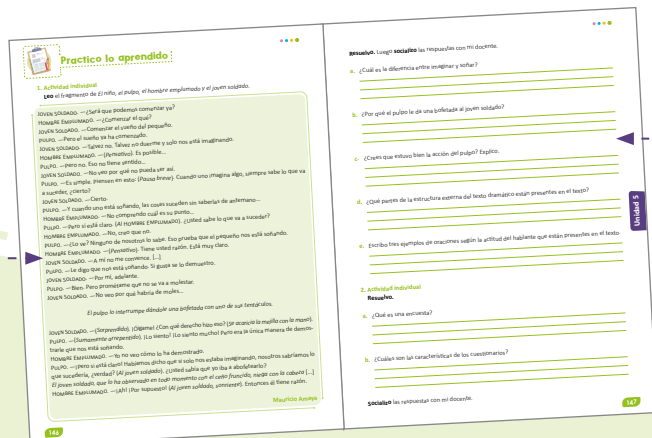 Practico lo aprendido
1. Actividad individual
Leo el fragmento de El niño, el pulpo, el hombre emplumado y el joven soldado.
JOVEN SOLDADO. —¿Será que podemos comenzar ya?
HOMBRE EMPLUMADO. —¿Comenzar el qué?
JOVEN SOLDADO. —Comenzar el sueño del pequeño.
PULPO. —Pero el sueño ya ha comenzado.
JOVEN SOLDADO. —Talvez no. Talvez no duerme y solo nos está imaginando.
HOMBRE EMPLUMADO. —(Pensativo). Es posible...
PULPO. —Pero no. Eso no tiene sentido...
JOVEN SOLDADO. —No veo por qué no pueda ser así.
PULPO. —Es simple, piensen en esto: (Pausa breve). Cuando uno imagina algo, siempre sabe lo que va
a suceder, ¿cierto?
JOVEN SOLDADO. —Cierto.
PULPO. —Y cuando uno está soñando, las cosas suceden sin saberlas de antemano...
HOMBRE EMPLUMADO. —No comprendo cuál es su punto...
PULPO. —Pero si está claro. (Al HOMBRE EMPLUMADO). ¿Usted sabe lo que va a suceder?
HOMBRE EMPLUMADO. —No, creo que no.
PULPO. —¿Lo ve? Ninguno de nosotros lo sabe. Eso prueba que el pequeño nos está soñando.
HOMBRE EMPLUMADO. —(Pensativo). Tiene usted razón. Está muy claro.
JOVEN SOLDADO. —A mí no me convence. [...]
PULPO. —Le digo que nos está soñando. Si gusta se lo demuestro.
JOVEN SOLDADO. —Por mí, adelante.
PULPO. —Bien. Pero prométame que no se va a molestar.
JOVEN SOLDADO. —No veo por qué habría de moles...
El pulpo lo interrumpe dándole una bofetada con uno de sus tentáculos.
JOVEN SOLDADO. —(Sorprendido). ¡Óigame! ¿Con qué derecho hizo eso? (Se acaricia la mejilla con la mano).
PULPO. —(Sumamente arrepentido). ¡Lo siento! ¡Lo siento mucho! Pero era la única manera de demos-
trarle que nos está soñando.
HOMBRE EMPLUMADO. —Yo no veo cómo lo ha demostrado.
PULPO. —¡Pero si está claro! Habíamos dicho que si solo nos estaba imaginando, nosotros sabríamos lo
que sucedería, ¿verdad? (Al joven soldado). ¿Usted sabía que yo iba a abofetearlo?
El joven soldado, que lo ha observado en todo momento con el ceño fruncido, niega con la cabeza [...]
HOMBRE EMPLUMADO. —¡Ah! ¡Por supuesto! (Al joven soldado, sonriente). Entonces él tiene razón.
Mauricio Amaya
146
Resuelvo. Luego socializo las respuestas con mi docente.
a. ¿Cuál es la diferencia entre imaginar y soñar?
b. ¿Por qué el pulpo le da una bofetada al joven soldado?
c. ¿Crees que estuvo bien la acción del pulpo? Explico.
d. ¿Qué partes de la estructura externa del texto dramático están presentes en el texto?
e. Escribo tres ejemplos de oraciones según la actitud del hablante que están presentes en el texto.
2. Actividad individual
Resuelvo.
a. ¿Qué es una encuesta?
b. ¿Cuáles son las características de los cuestionarios?
Socializo las respuestas con mi docente.
Unidad 5
147